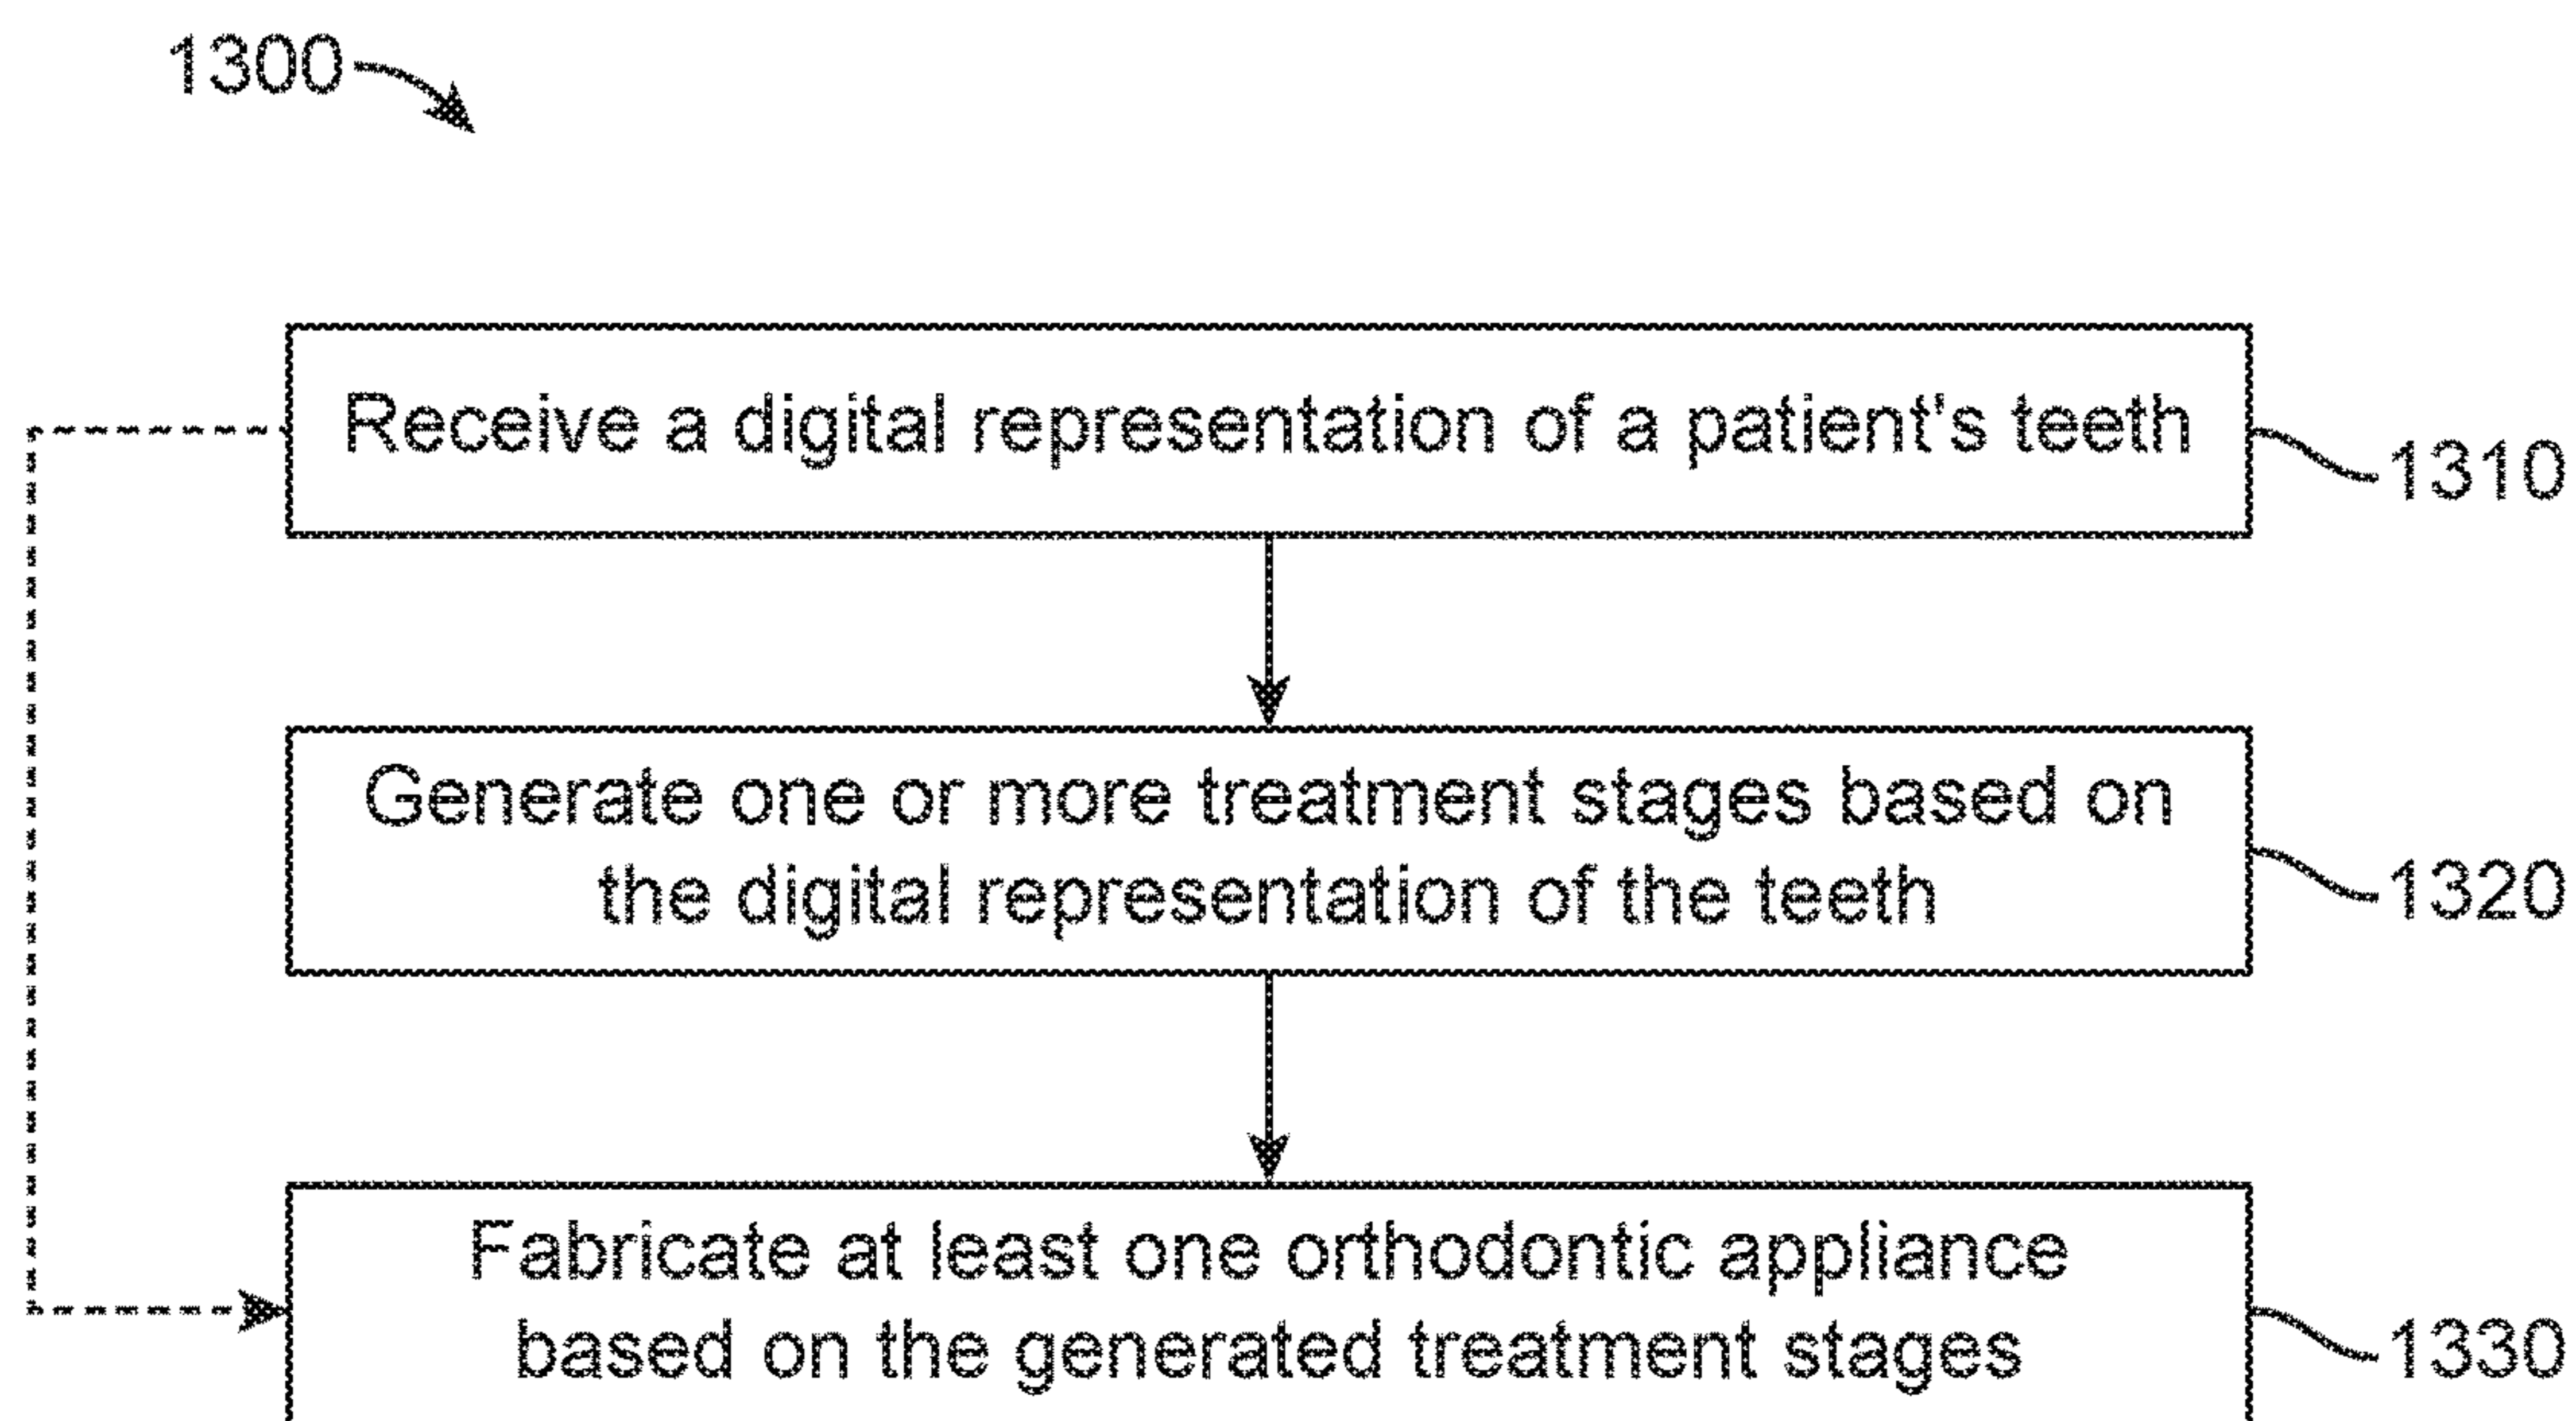 1300
Receive a digital representation of a patient's teeth
1310
Generate one or more treatment stages based on
the digital representation of the teeth
1320
Fabricate at least one orthodontic appliance
based on the generated treatment stages
1330